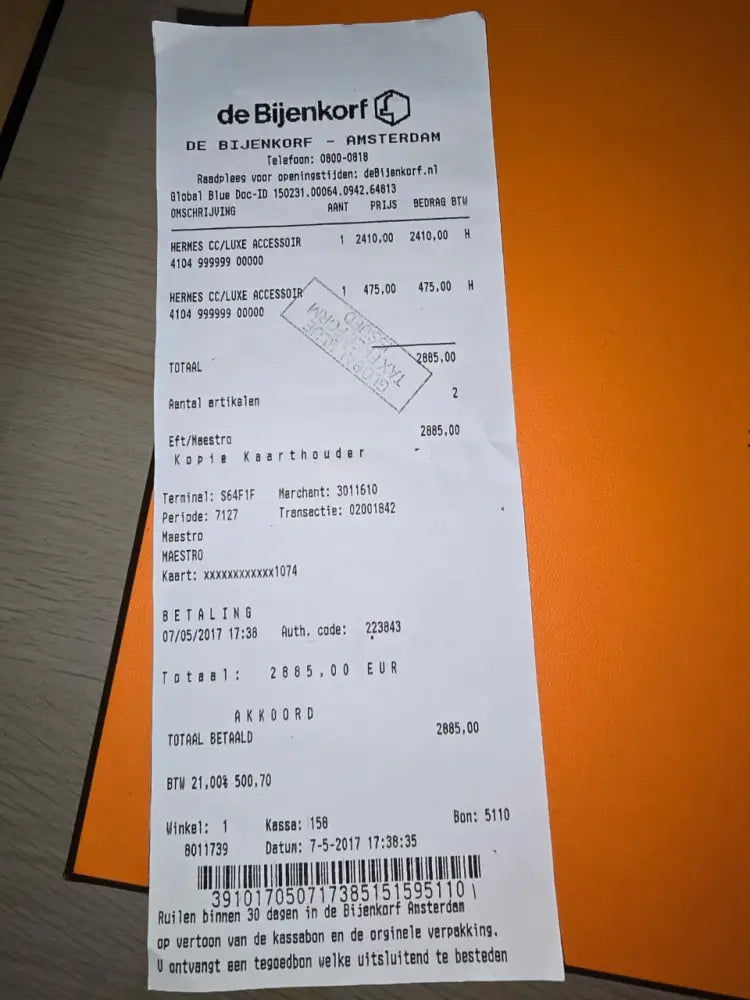 de Bijenkorf
DE BIJENKORF - AMSTERDAM
Telefoon: 0800-0818
Raadpleeg voor openingstijden: deBijenkorf.nl
Global Blue Doc-ID 150231.00064.0942.64813
OMSCHRIJVING AANT PRIJS BEDRAG BTW
HERMES CC/LUXE ACCESSOIR 1 2410,00 2410,00 H
4104 999999 00000
HERMES CC/LUXE ACCESSOIR 1 475,00 475,00 H
4104 999999 00000
GLOBAL BLUE
TAX FREE FORM
ISSUED
TOTAAL 2885,00
Aantal artikelen 2
Eft/Maestro 2885,00
Kopie Kaarthouder
Terminal: S64F1F Merchant: 3011610
Periode: 7127 Transactie: 02001842
Maestro
MAESTRO
Kaart: xxxxxxxxxxxx1074
BETALING
07/05/2017 17:38 Auth. code: 223843
Totaal: 2885,00 EUR
AKKOORD
TOTAAL BETAALD 2885,00
BTW 21,00% 500,70
Winkel: 1 Kassa: 158 Bon: 5110
8011739 Datum: 7-5-2017 17:38:35
391017050717385151595110
Ruilen binnen 30 dagen in de Bijenkorf Amsterdam
op vertoon van de kassabon en de orginele verpakking.
U ontvangt een tegoedbon welke uitsluitend te besteden